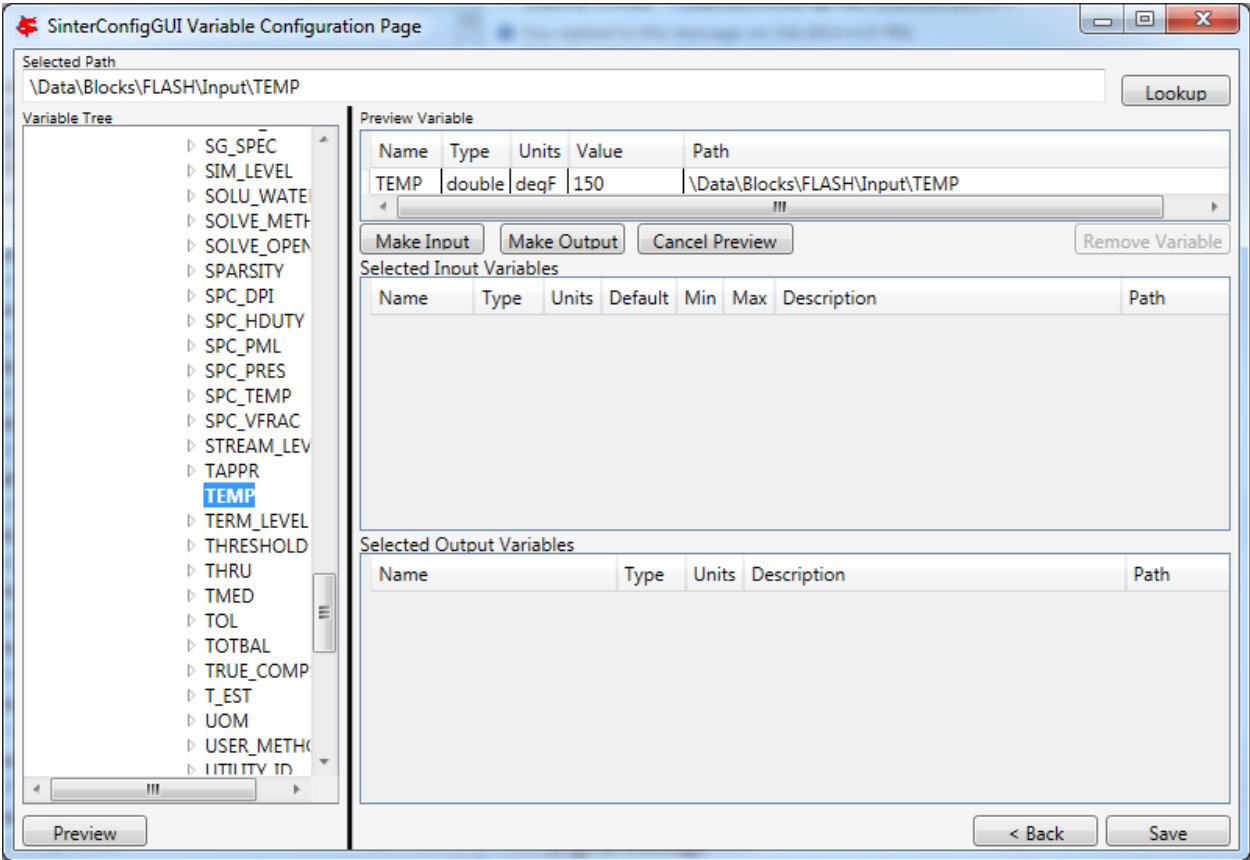 SinterConfigGUI Variable Configuration Page
Selected Path
\Data\Blocks\FLASH\Input\TEMP
Lookup
Variable Tree
SG_SPEC
SIM_LEVEL
SOLU_WATE
SOLVE_METH
SOLVE_OPEN
SPARSITY
SPC_DPI
SPC_HDUTY
SPC_PML
SPC_PRES
SPC_TEMP
SPC_VFRAC
STREAM_LEV
TAPPR
TEMP
TERM_LEVEL
THRESHOLD
THRU
TMED
TOL
TOTBAL
TRUE_COMP
T_EST
UOM
USER_METH
UTILITY_ID
Preview
Preview Variable
Name Type Units Value Path
TEMP double degF 150 \Data\Blocks\FLASH\Input\TEMP
Make Input Make Output Cancel Preview Remove Variable
Selected Input Variables
Name Type Units Default Min Max Description Path
Selected Output Variables
Name Type Units Description Path
< Back Save